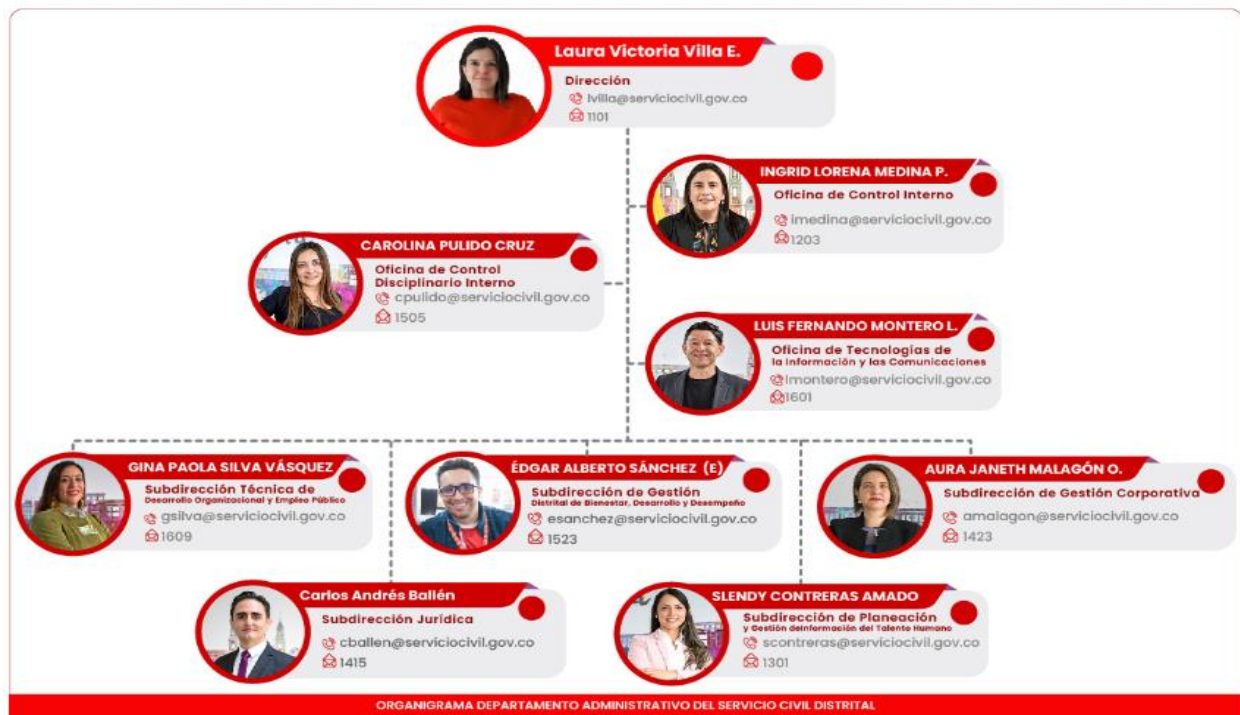 Laura Victoria Villa E.
Dirección
lvilla@serviciocivil.gov.co
1101
INGRID LORENA MEDINA P.
Oficina de Control Interno
imedina@serviciocivil.gov.co
1203
CAROLINA PULIDO CRUZ
Oficina de Control
Disciplinario Interno
cpulido@serviciocivil.gov.co
1505
LUIS FERNANDO MONTERO L.
Oficina de Tecnologías de
la Información y las Comunicaciones
lmontero@serviciocivil.gov.co
1601
GINA PAOLA SILVA VÁSQUEZ
Subdirección Técnica de
Desarrollo Organizacional y Empleo Público
gsilva@serviciocivil.gov.co
1609
ÉDGAR ALBERTO SÁNCHEZ (E)
Subdirección de Gestión
Distrital de Bienestar, Desarrollo y Desempeño
esanchez@serviciocivil.gov.co
1523
AURA JANETH MALAGÓN O.
Subdirección de Gestión Corporativa
amalagon@serviciocivil.gov.co
1423
Carlos Andrés Ballén
Subdirección Jurídica
cballen@serviciocivil.gov.co
1415
SLENDY CONTRERAS AMADO
Subdirección de Planeación
y Gestión deInformación del Talento Humano
scontreras@serviciocivil.gov.co
1301
ORGANIGRAMA DEPARTAMENTO ADMINISTRATIVO DEL SERVICIO CIVIL DISTRITAL